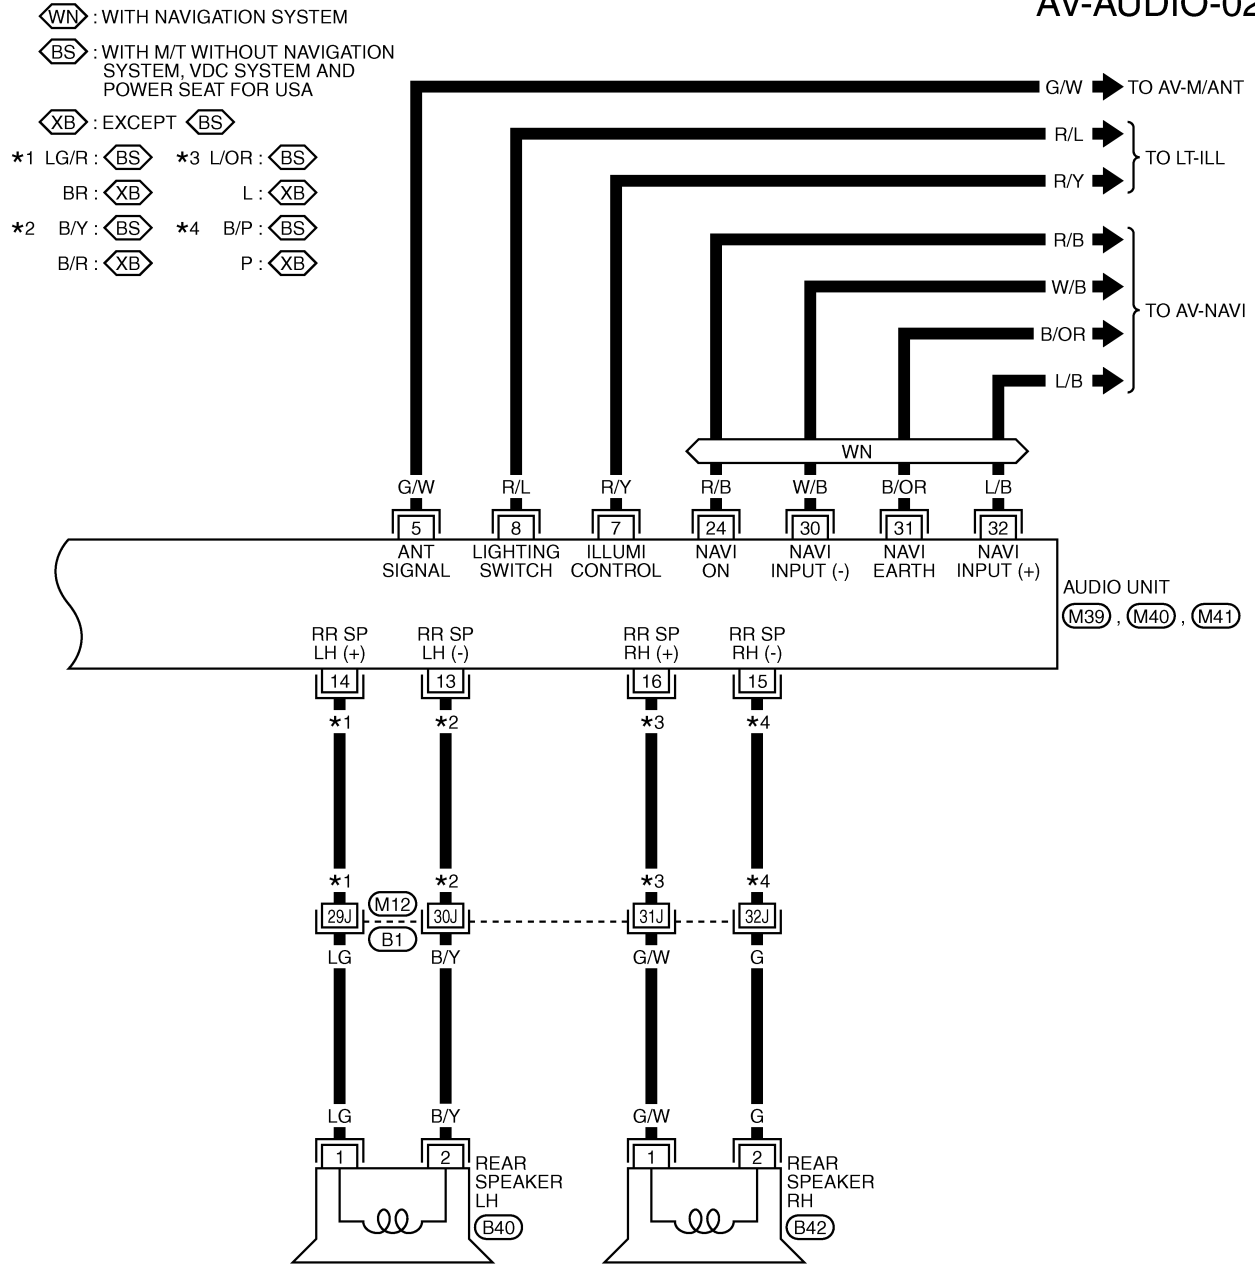 AV-AUDIO-02
WN : WITH NAVIGATION SYSTEM
BS : WITH M/T WITHOUT NAVIGATION
SYSTEM, VDC SYSTEM AND
POWER SEAT FOR USA
XB : EXCEPT BS
★1 LG/R : BS ★3 L/OR : BS
BR : XB L : XB
★2 B/Y : BS ★4 B/P : BS
B/R : XB P : XB
G/W TO AV-M/ANT
R/L
TO LT-ILL
R/Y
R/B
W/B
TO AV-NAVI
B/OR
L/B
WN
G/W R/L R/Y R/B W/B B/OR L/B
5 8 7 24 30 31 32
ANT LIGHTING ILLUMI NAVI NAVI NAVI NAVI
SIGNAL SWITCH CONTROL ON INPUT (-) EARTH INPUT (+)
AUDIO UNIT
M39 , M40 , M41
RR SP RR SP RR SP RR SP
LH (+) LH (-) RH (+) RH (-)
14 13 16 15
★1 ★2 ★3 ★4
★1 ★2 ★3 ★4
M12
29J 30J 31J 32J
B1
LG B/Y G/W G
LG B/Y G/W G
1 2 1 2
REAR REAR
SPEAKER SPEAKER
LH RH
B40 B42